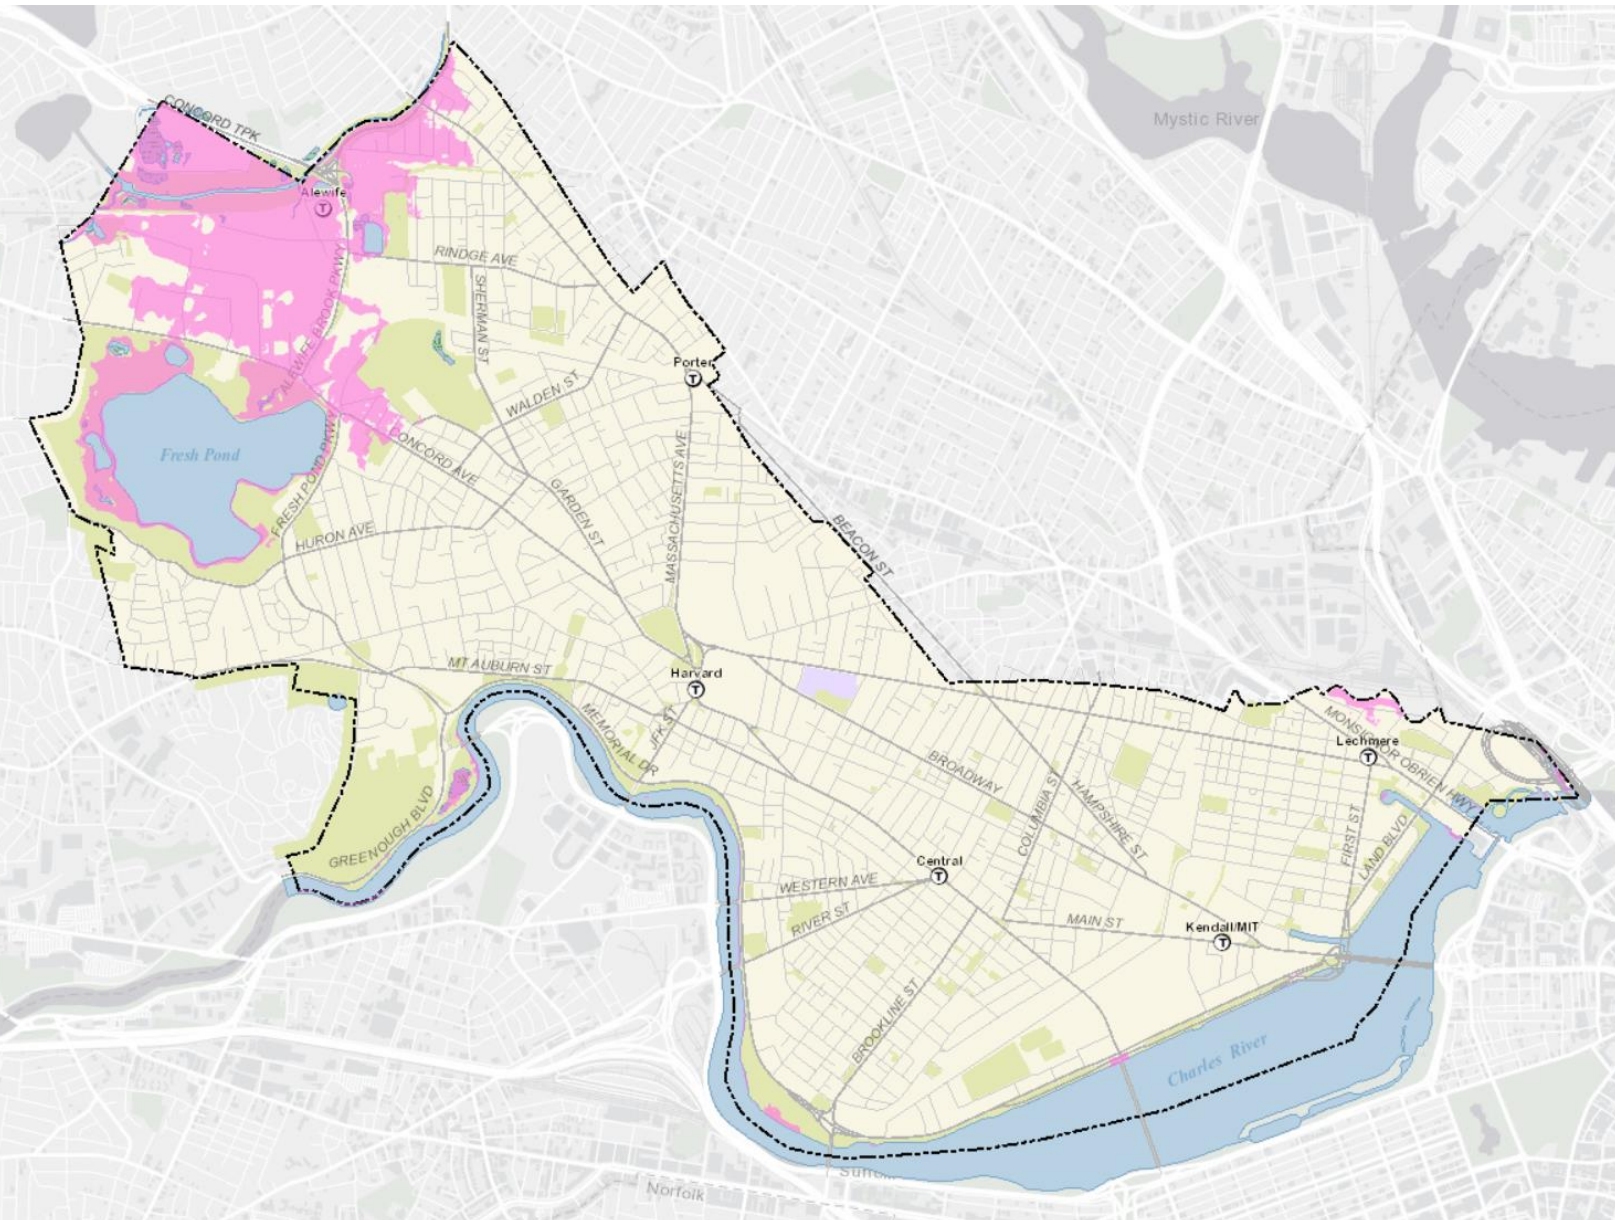 CONCORD TPK
Mystic River
Alewife
T
RINDGE AVE
SHERMAN ST
ALEWIFE BROOK PKWY
Porter
T
WALDEN ST
CONCORD AVE
Fresh Pond
FRESH POND PKWY
MASSACHUSETTS AVE
GARDEN ST
HURON AVE
BEACON ST
MT AUBURN ST
Harvard
T
MEMORIAL DR
JFK ST
MONSIGNOR OBRIEN HWY
Lechmere
T
BROADWAY
COLUMBIA ST
HAMPSHIRE ST
FIRST ST
LAND BLVD
GREENOUGH BLVD
Central
T
WESTERN AVE
RIVER ST
MAIN ST
Kendall/MIT
T
BROOKLINE ST
Charles River
Norfolk